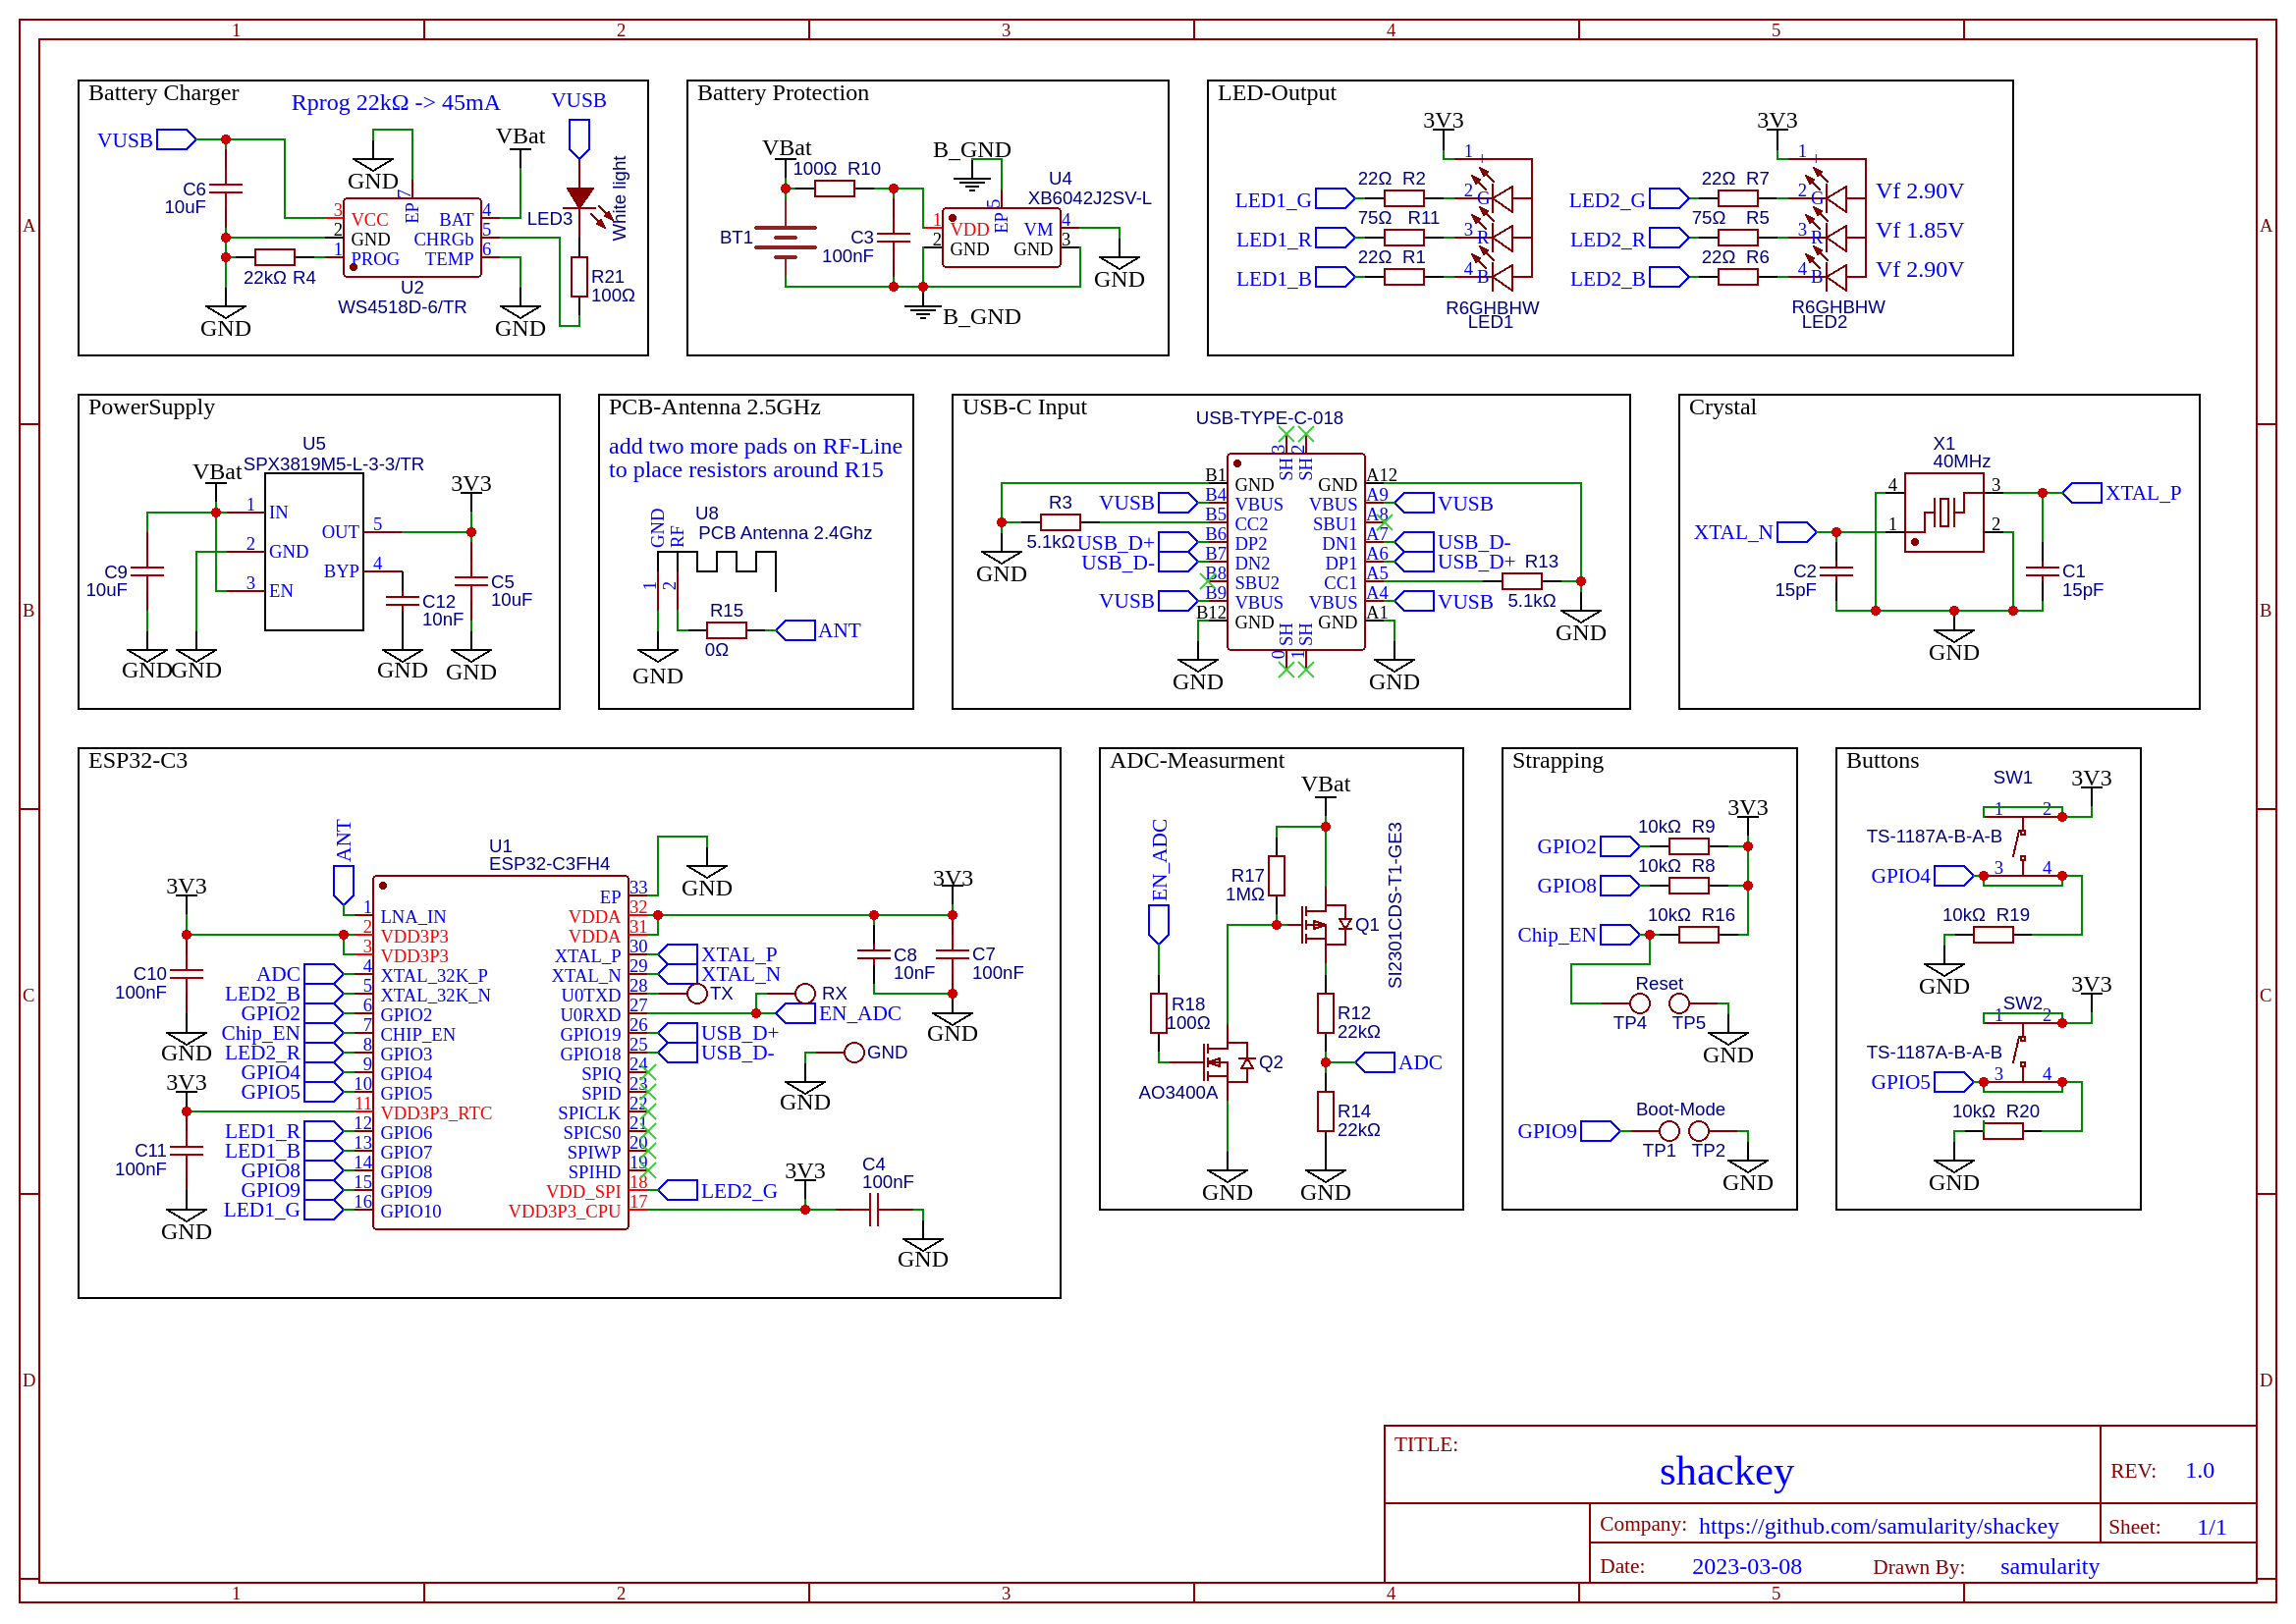 1 2 3 4 5
A
B
C
D
A
B
C
D
Battery Charger
Rprog 22kΩ -> 45mA
VUSB
VUSB
VBat
GND
C6
10uF
7
EP
3 VCC
2 GND
1 PROG
BAT 4
CHRGb 5
TEMP 6
22kΩ R4
U2
WS4518D-6/TR
LED3
White light
R21
100Ω
GND
GND
Battery Protection
VBat
100Ω R10
B_GND
U4
XB6042J2SV-L
BT1
C3
100nF
5
EP
1 VDD
2 GND
VM 4
GND 3
GND
B_GND
LED-Output
3V3
1 +
LED1_G 22Ω R2 2 G
LED1_R 75Ω R11 3 R
LED1_B 22Ω R1 4 B
R6GHBHW
LED1
3V3
1 +
LED2_G 22Ω R7 2 G Vf 2.90V
LED2_R 75Ω R5 3 R Vf 1.85V
LED2_B 22Ω R6 4 B Vf 2.90V
R6GHBHW
LED2
PowerSupply
U5
SPX3819M5-L-3-3/TR
VBat
3V3
1 IN
2 GND
3 EN
OUT 5
BYP 4
C9
10uF
C12
10nF
C5
10uF
GND
GND
GND
GND
PCB-Antenna 2.5GHz
add two more pads on RF-Line
to place resistors around R15
GND
RF
U8
PCB Antenna 2.4Ghz
1
2
R15
0Ω
ANT
GND
USB-C Input
USB-TYPE-C-018
3
SH
2
SH
B1 GND
VUSB B4 VBUS
R3
5.1kΩ
B5 CC2
USB_D+ B6 DP2
USB_D- B7 DN2
B8 SBU2
VUSB B9 VBUS
B12 GND
GND A12
VBUS A9 VUSB
SBU1 A8
DN1 A7 USB_D-
DP1 A6 USB_D+
CC1 A5
R13
5.1kΩ
VBUS A4 VUSB
GND A1
SH
0
SH
1
GND
GND
GND
GND
Crystal
X1
40MHz
4 3
1 2
XTAL_P
XTAL_N
C2
15pF
C1
15pF
GND
ESP32-C3
ANT
U1
ESP32-C3FH4
3V3
C10
100nF
GND
3V3
C11
100nF
GND
1 LNA_IN
2 VDD3P3
3 VDD3P3
ADC 4 XTAL_32K_P
LED2_B 5 XTAL_32K_N
GPIO2 6 GPIO2
Chip_EN 7 CHIP_EN
LED2_R 8 GPIO3
GPIO4 9 GPIO4
GPIO5 10 GPIO5
11 VDD3P3_RTC
LED1_R 12 GPIO6
LED1_B 13 GPIO7
GPIO8 14 GPIO8
GPIO9 15 GPIO9
LED1_G 16 GPIO10
EP 33
VDDA 32
VDDA 31
XTAL_P 30 XTAL_P
XTAL_N 29 XTAL_N
U0TXD 28 TX
U0RXD 27 RX EN_ADC
GPIO19 26 USB_D+
GPIO18 25 USB_D-
SPIQ 24
SPID 23
SPICLK 22
SPICS0 21
SPIWP 20
SPIHD 19
VDD_SPI 18 LED2_G
VDD3P3_CPU 17
GND
3V3
C8
10nF
C7
100nF
GND
GND
GND
3V3
C4
100nF
GND
ADC-Measurment
VBat
EN_ADC
R17
1MΩ
Q1
SI2301CDS-T1-GE3
R18
100Ω
R12
22kΩ
Q2
AO3400A
ADC
R14
22kΩ
GND
GND
Strapping
3V3
GPIO2 10kΩ R9
GPIO8 10kΩ R8
Chip_EN 10kΩ R16
Reset
TP4 TP5
GND
Boot-Mode
GPIO9
TP1 TP2
GND
Buttons
SW1
3V3
1 2
TS-1187A-B-A-B
GPIO4 3 4
10kΩ R19
GND
3V3
SW2
1 2
TS-1187A-B-A-B
GPIO5 3 4
10kΩ R20
GND
TITLE:
shackey
REV: 1.0
Company: https://github.com/samularity/shackey
Sheet: 1/1
Date: 2023-03-08
Drawn By: samularity
1 2 3 4 5